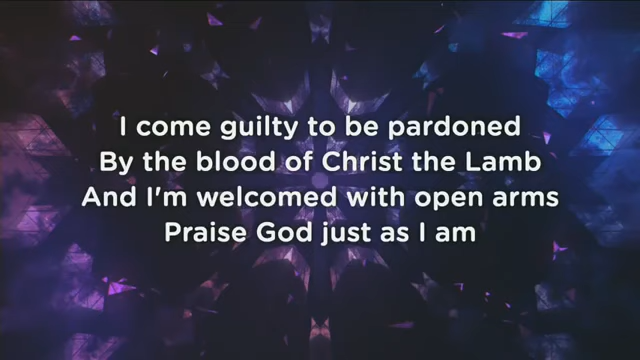 I come guilty to be pardoned
By the blood of Christ the Lamb
And I'm welcomed with open arms
Praise God just as I am